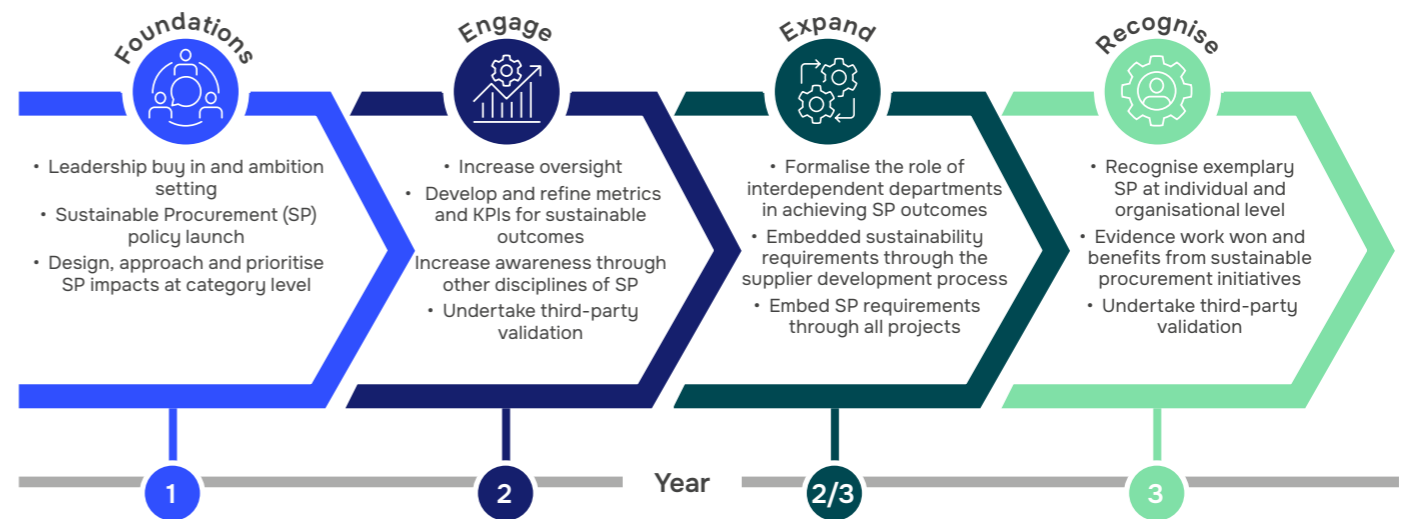 Foundations
• Leadership buy in and ambition
setting
• Sustainable Procurement (SP)
policy launch
• Design, approach and prioritise
SP impacts at category level
Engage
• Increase oversight
• Develop and refine metrics
and KPIs for sustainable
outcomes
Increase awareness through
other disciplines of SP
• Undertake third-party
validation
Expand
• Formalise the role of
interdependent departments
in achieving SP outcomes
• Embedded sustainability
requirements through the
supplier development process
• Embed SP requirements
through all projects
Recognise
• Recognise exemplary
SP at individual and
organisational level
• Evidence work won and
benefits from sustainable
procurement initiatives
• Undertake third-party
validation
1
2
Year
2/3
3